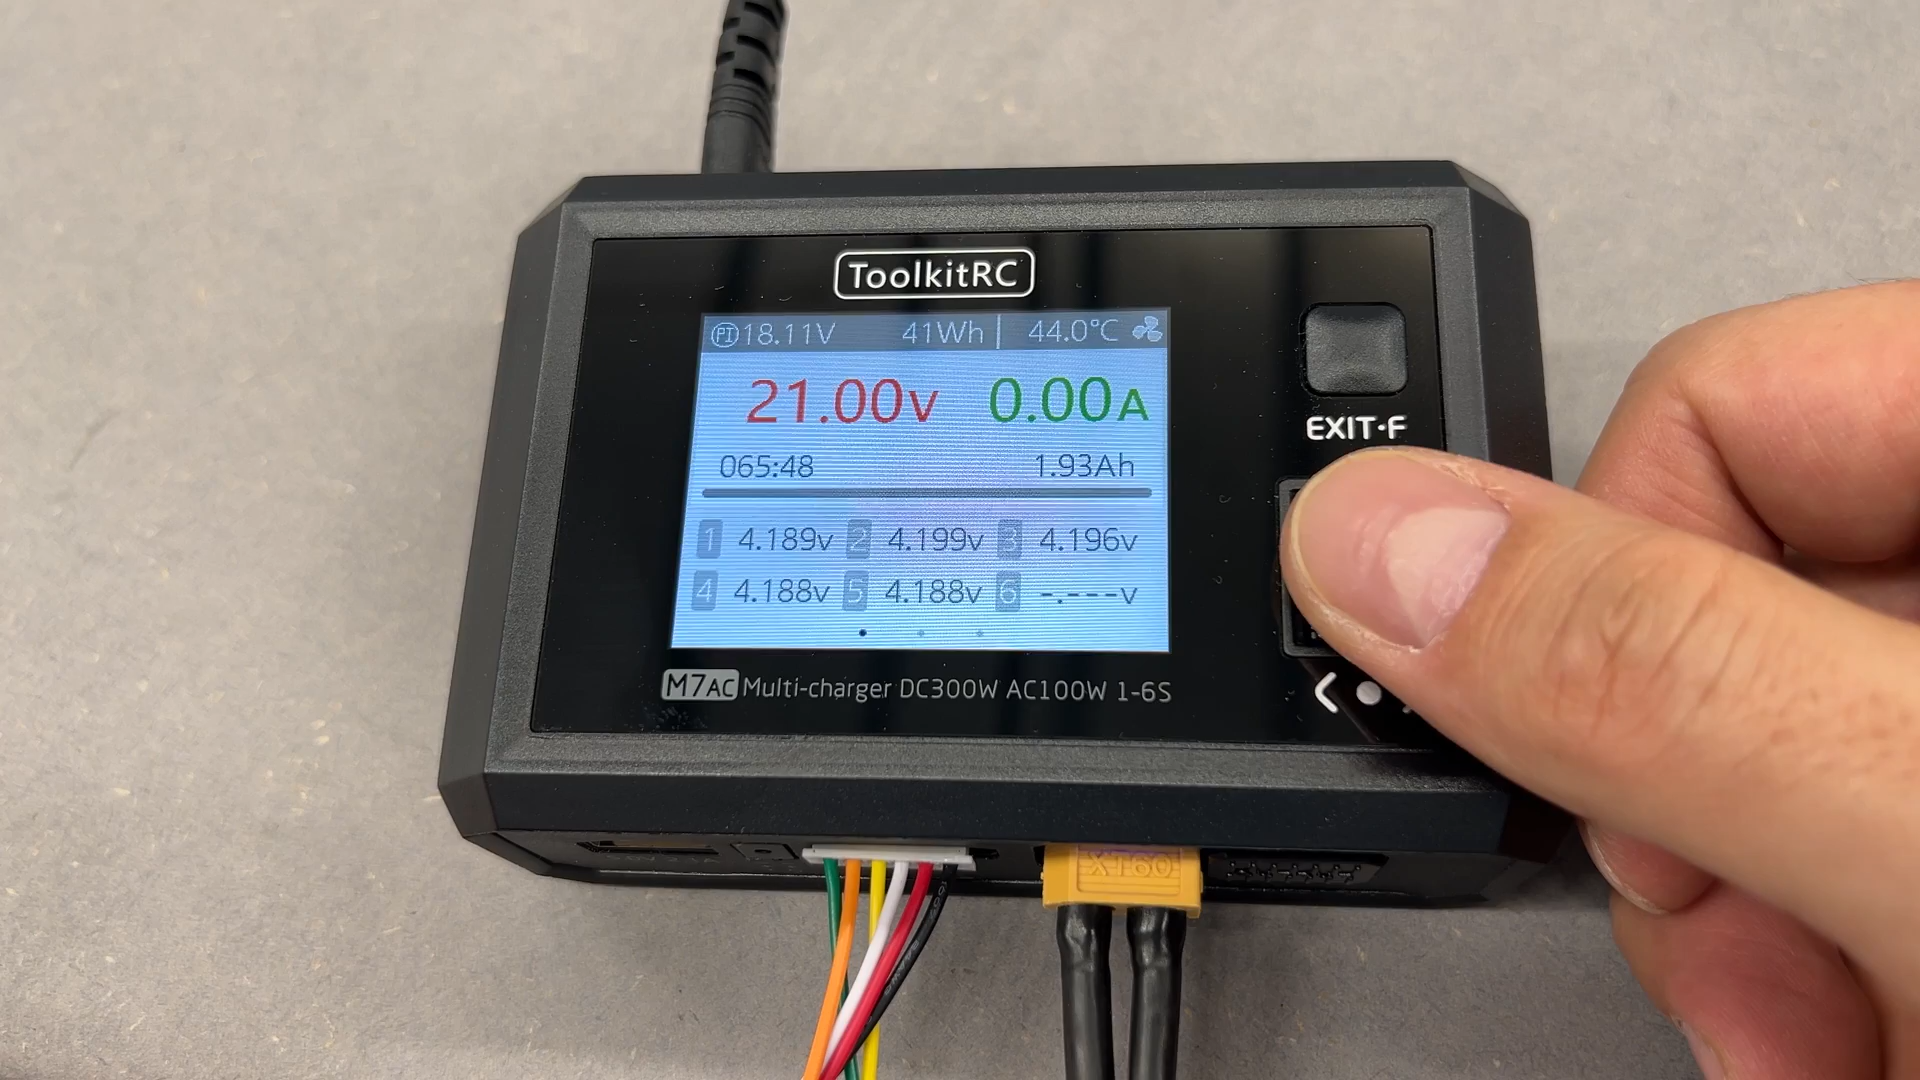 ToolkitRC
PI 18.11V 41Wh 44.0°C
21.00V 0.00A
065:48 1.93Ah
1 4.189v 2 4.199v 3 4.196v
4 4.188v 5 4.188v 6 -.---v
M7AC Multi-charger DC300W AC100W 1-6S
EXIT·F
XT60